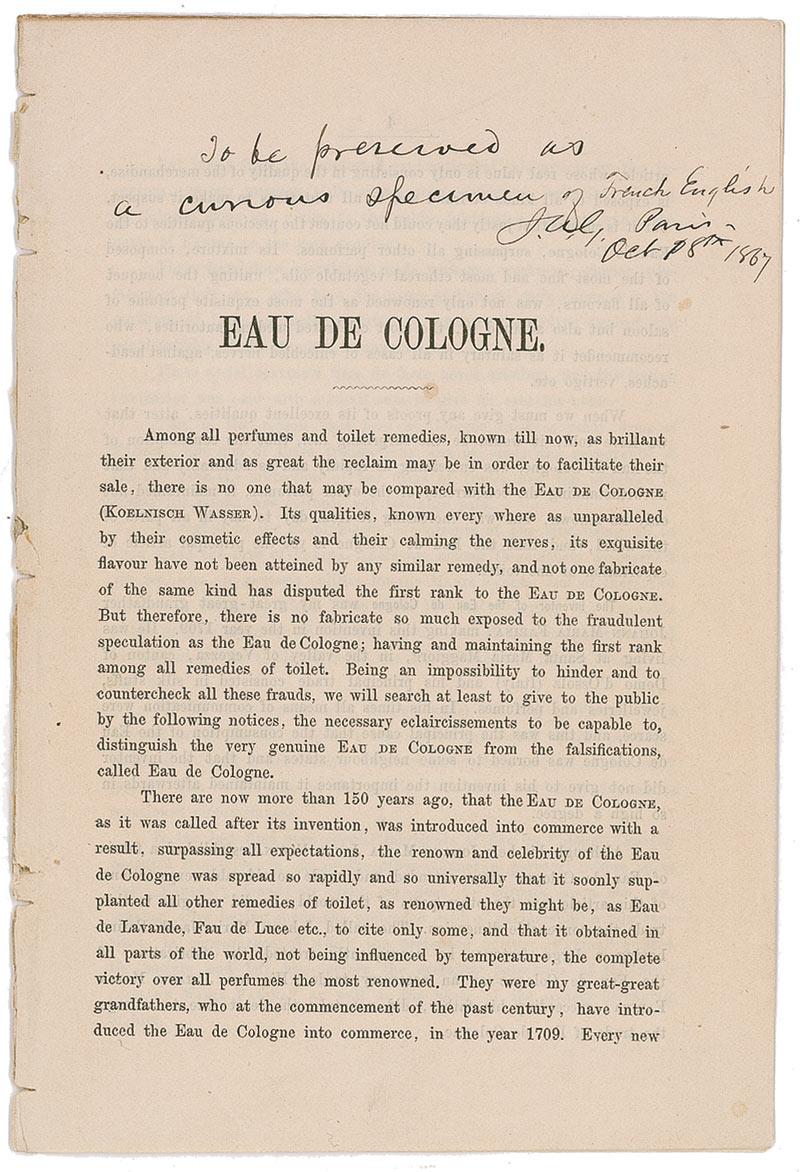 To be preserved as
a curious specimen of French English
Paris
Oct 18th 1867
EAU DE COLOGNE.
Among all perfumes and toilet remedies, known till now, as brillant
their exterior and as great the reclaim may be in order to facilitate their
sale, there is no one that may be compared with the EAU DE COLOGNE
(KOELNISCH WASSER). Its qualities, known every where as unparalleled
by their cosmetic effects and their calming the nerves, its exquisite
flavour have not been atteined by any similar remedy, and not one fabricate
of the same kind has disputed the first rank to the EAU DE COLOGNE.
But therefore, there is no fabricate so much exposed to the fraudulent
speculation as the Eau de Cologne; having and maintaining the first rank
among all remedies of toilet. Being an impossibility to hinder and to
countercheck all these frauds, we will search at least to give to the public
by the following notices, the necessary eclaircissements to be capable to,
distinguish the very genuine EAU DE COLOGNE from the falsifications,
called Eau de Cologne.
There are now more than 150 years ago, that the EAU DE COLOGNE,
as it was called after its invention, was introduced into commerce with a
result, surpassing all expectations, the renown and celebrity of the Eau
de Cologne was spread so rapidly and so universally that it soonly sup-
planted all other remedies of toilet, as renowned they might be, as Eau
de Lavande, Fau de Luce etc., to cite only some, and that it obtained in
all parts of the world, not being influenced by temperature, the complete
victory over all perfumes the most renowned. They were my great-great
grandfathers, who at the commencement of the past century, have intro-
duced the Eau de Cologne into commerce, in the year 1709. Every new